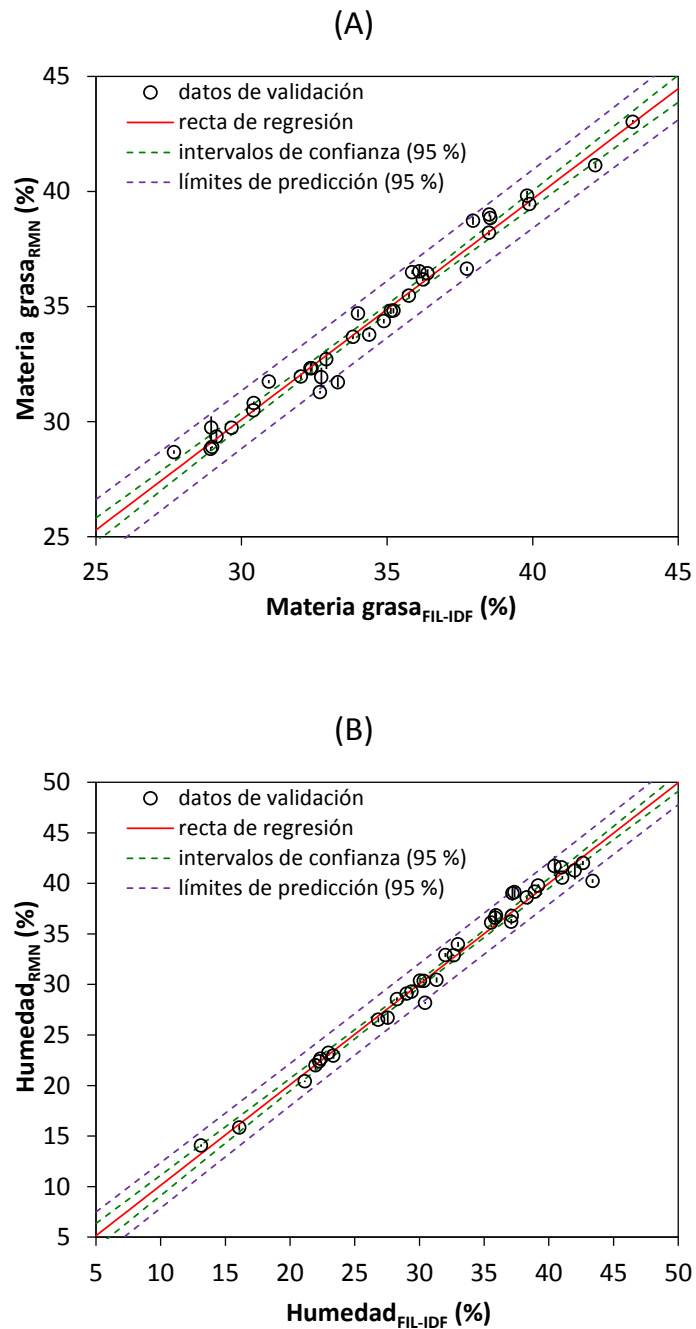 (A)
45
40
35
30
25
Materia grasaRMN (%)
datos de validación
recta de regresión
intervalos de confianza (95 %)
límites de predicción (95 %)
25 30 35 40 45
Materia grasaFIL-IDF (%)
(B)
50
45
40
35
30
25
20
15
10
5
HumedadRMN (%)
datos de validación
recta de regresión
intervalos de confianza (95 %)
límites de predicción (95 %)
5 10 15 20 25 30 35 40 45 50
HumedadFIL-IDF (%)